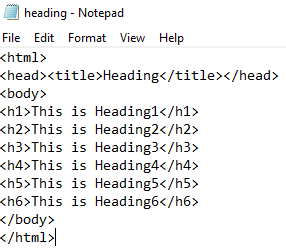 heading - Notepad
File Edit Format View Help
<html>
<head><title>Heading</title></head>
<body>
<h1>This is Heading1</h1>
<h2>This is Heading2</h2>
<h3>This is Heading3</h3>
<h4>This is Heading4</h4>
<h5>This is Heading5</h5>
<h6>This is Heading6</h6>
</body>
</html>